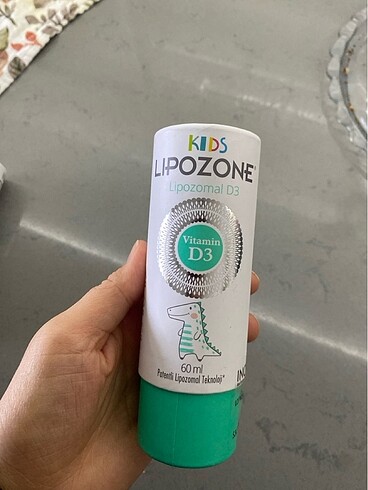 KIDS
LIPOZONE®
Lipozomal D3
Vitamin
D3
60 ml
Patentli Lipozomal Teknoloji*